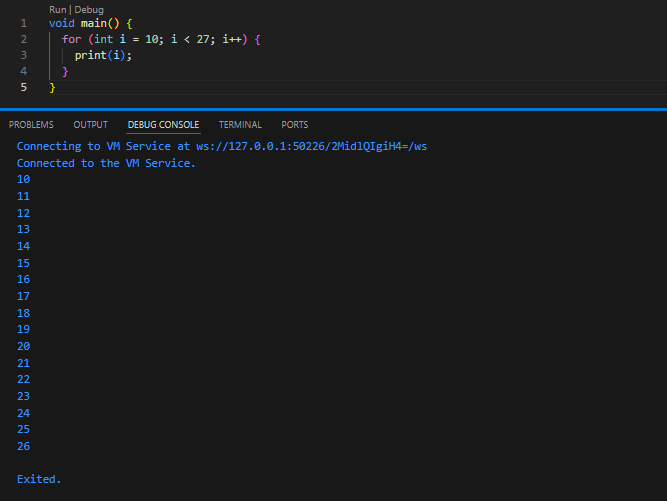 Run | Debug
1 void main() {
2 for (int i = 10; i < 27; i++) {
3 print(i);
4 }
5 }
PROBLEMS OUTPUT DEBUG CONSOLE TERMINAL PORTS
Connecting to VM Service at ws://127.0.0.1:50226/2MidlQIgiH4=/ws
Connected to the VM Service.
10
11
12
13
14
15
16
17
18
19
20
21
22
23
24
25
26
Exited.